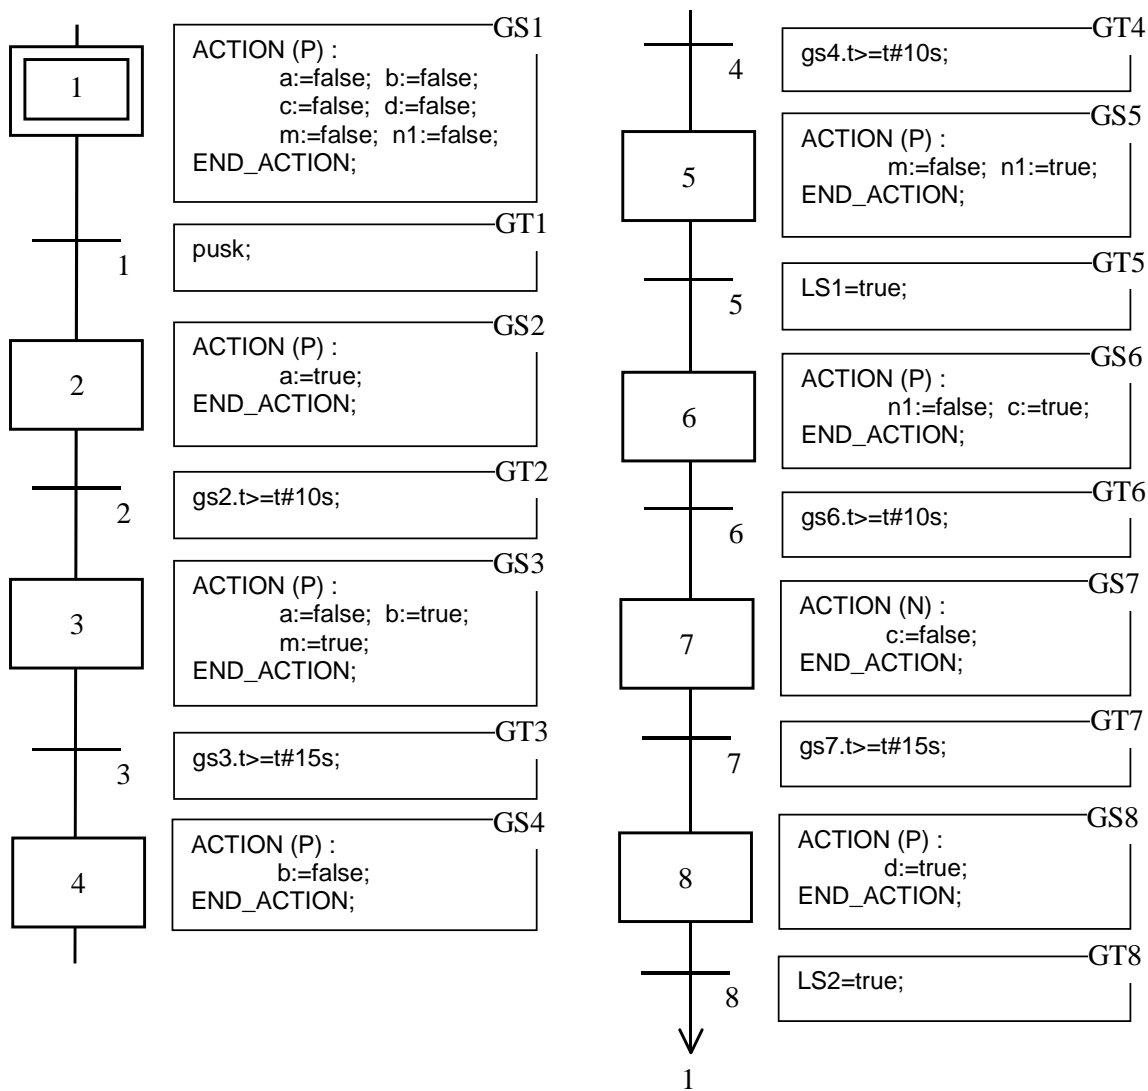 GS1
ACTION (P) :
a:=false; b:=false;
c:=false; d:=false;
m:=false; n1:=false;
END_ACTION;
1
GT1
pusk;
1
GS2
ACTION (P) :
a:=true;
END_ACTION;
2
GT2
gs2.t>=t#10s;
2
GS3
ACTION (P) :
a:=false; b:=true;
m:=true;
END_ACTION;
3
GT3
gs3.t>=t#15s;
3
GS4
ACTION (P) :
b:=false;
END_ACTION;
4
GT4
gs4.t>=t#10s;
4
GS5
ACTION (P) :
m:=false; n1:=true;
END_ACTION;
5
GT5
LS1=true;
5
GS6
ACTION (P) :
n1:=false; c:=true;
END_ACTION;
6
GT6
gs6.t>=t#10s;
6
GS7
ACTION (N) :
c:=false;
END_ACTION;
7
GT7
gs7.t>=t#15s;
7
GS8
ACTION (P) :
d:=true;
END_ACTION;
8
GT8
LS2=true;
8
1